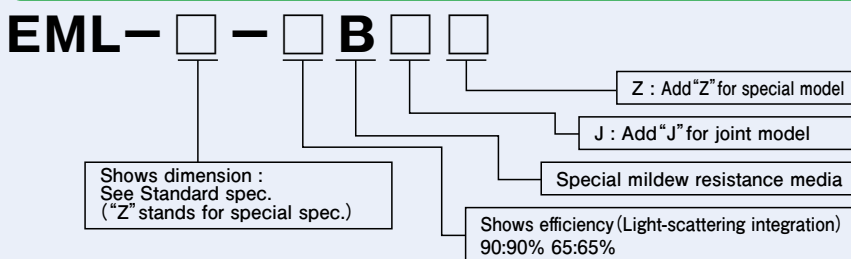 EML－□－□B□□
Z : Add“Z”for special model
J : Add“J”for joint model
Special mildew resistance media
Shows dimension :
See Standard spec.
(“Z”stands for special spec.)
Shows efficiency(Light-scattering integration)
90:90% 65:65%